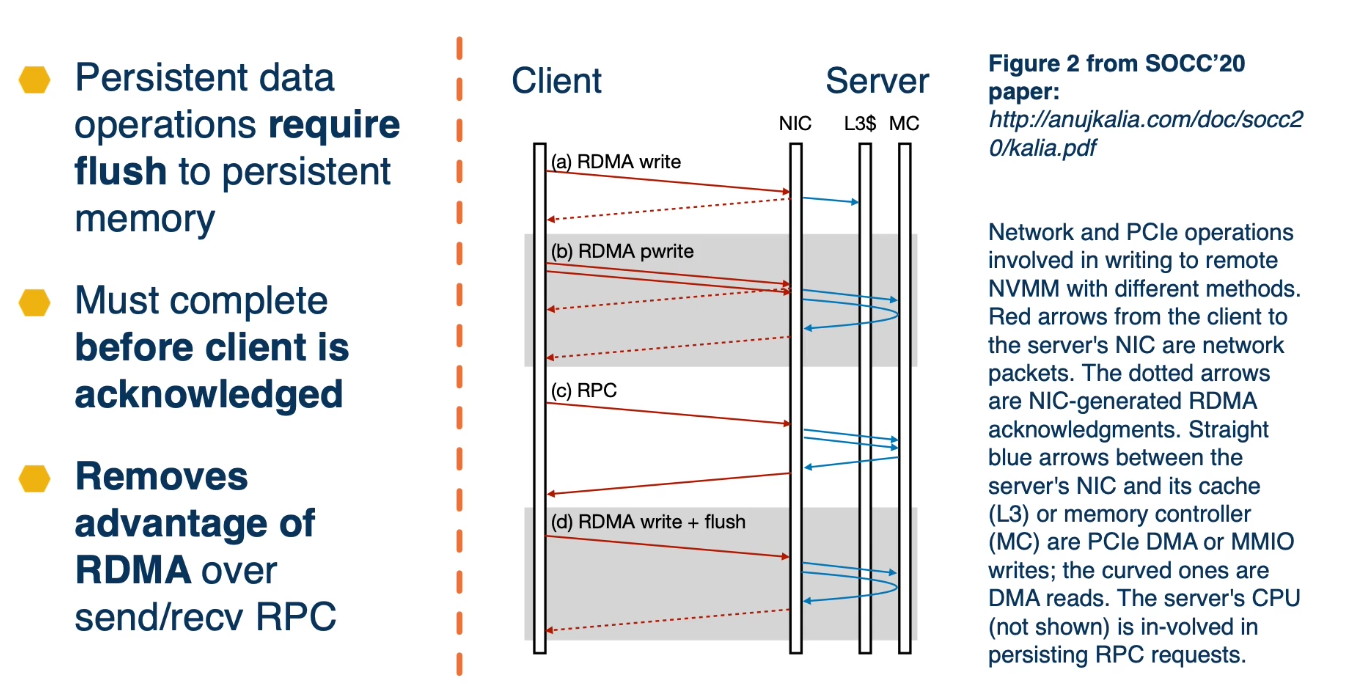 Persistent data
operations require
flush to persistent
memory
Must complete
before client is
acknowledged
Removes
advantage of
RDMA over
send/recv RPC
Client
Server
NIC
L3$
MC
(a) RDMA write
(b) RDMA pwrite
(c) RPC
(d) RDMA write + flush
Figure 2 from SOCC’20
paper:
http://anujkalia.com/doc/socc2
0/kalia.pdf
Network and PCIe operations
involved in writing to remote
NVMM with different methods.
Red arrows from the client to
the server's NIC are network
packets. The dotted arrows
are NIC-generated RDMA
acknowledgments. Straight
blue arrows between the
server's NIC and its cache
(L3) or memory controller
(MC) are PCIe DMA or MMIO
writes; the curved ones are
DMA reads. The server's CPU
(not shown) is in-volved in
persisting RPC requests.